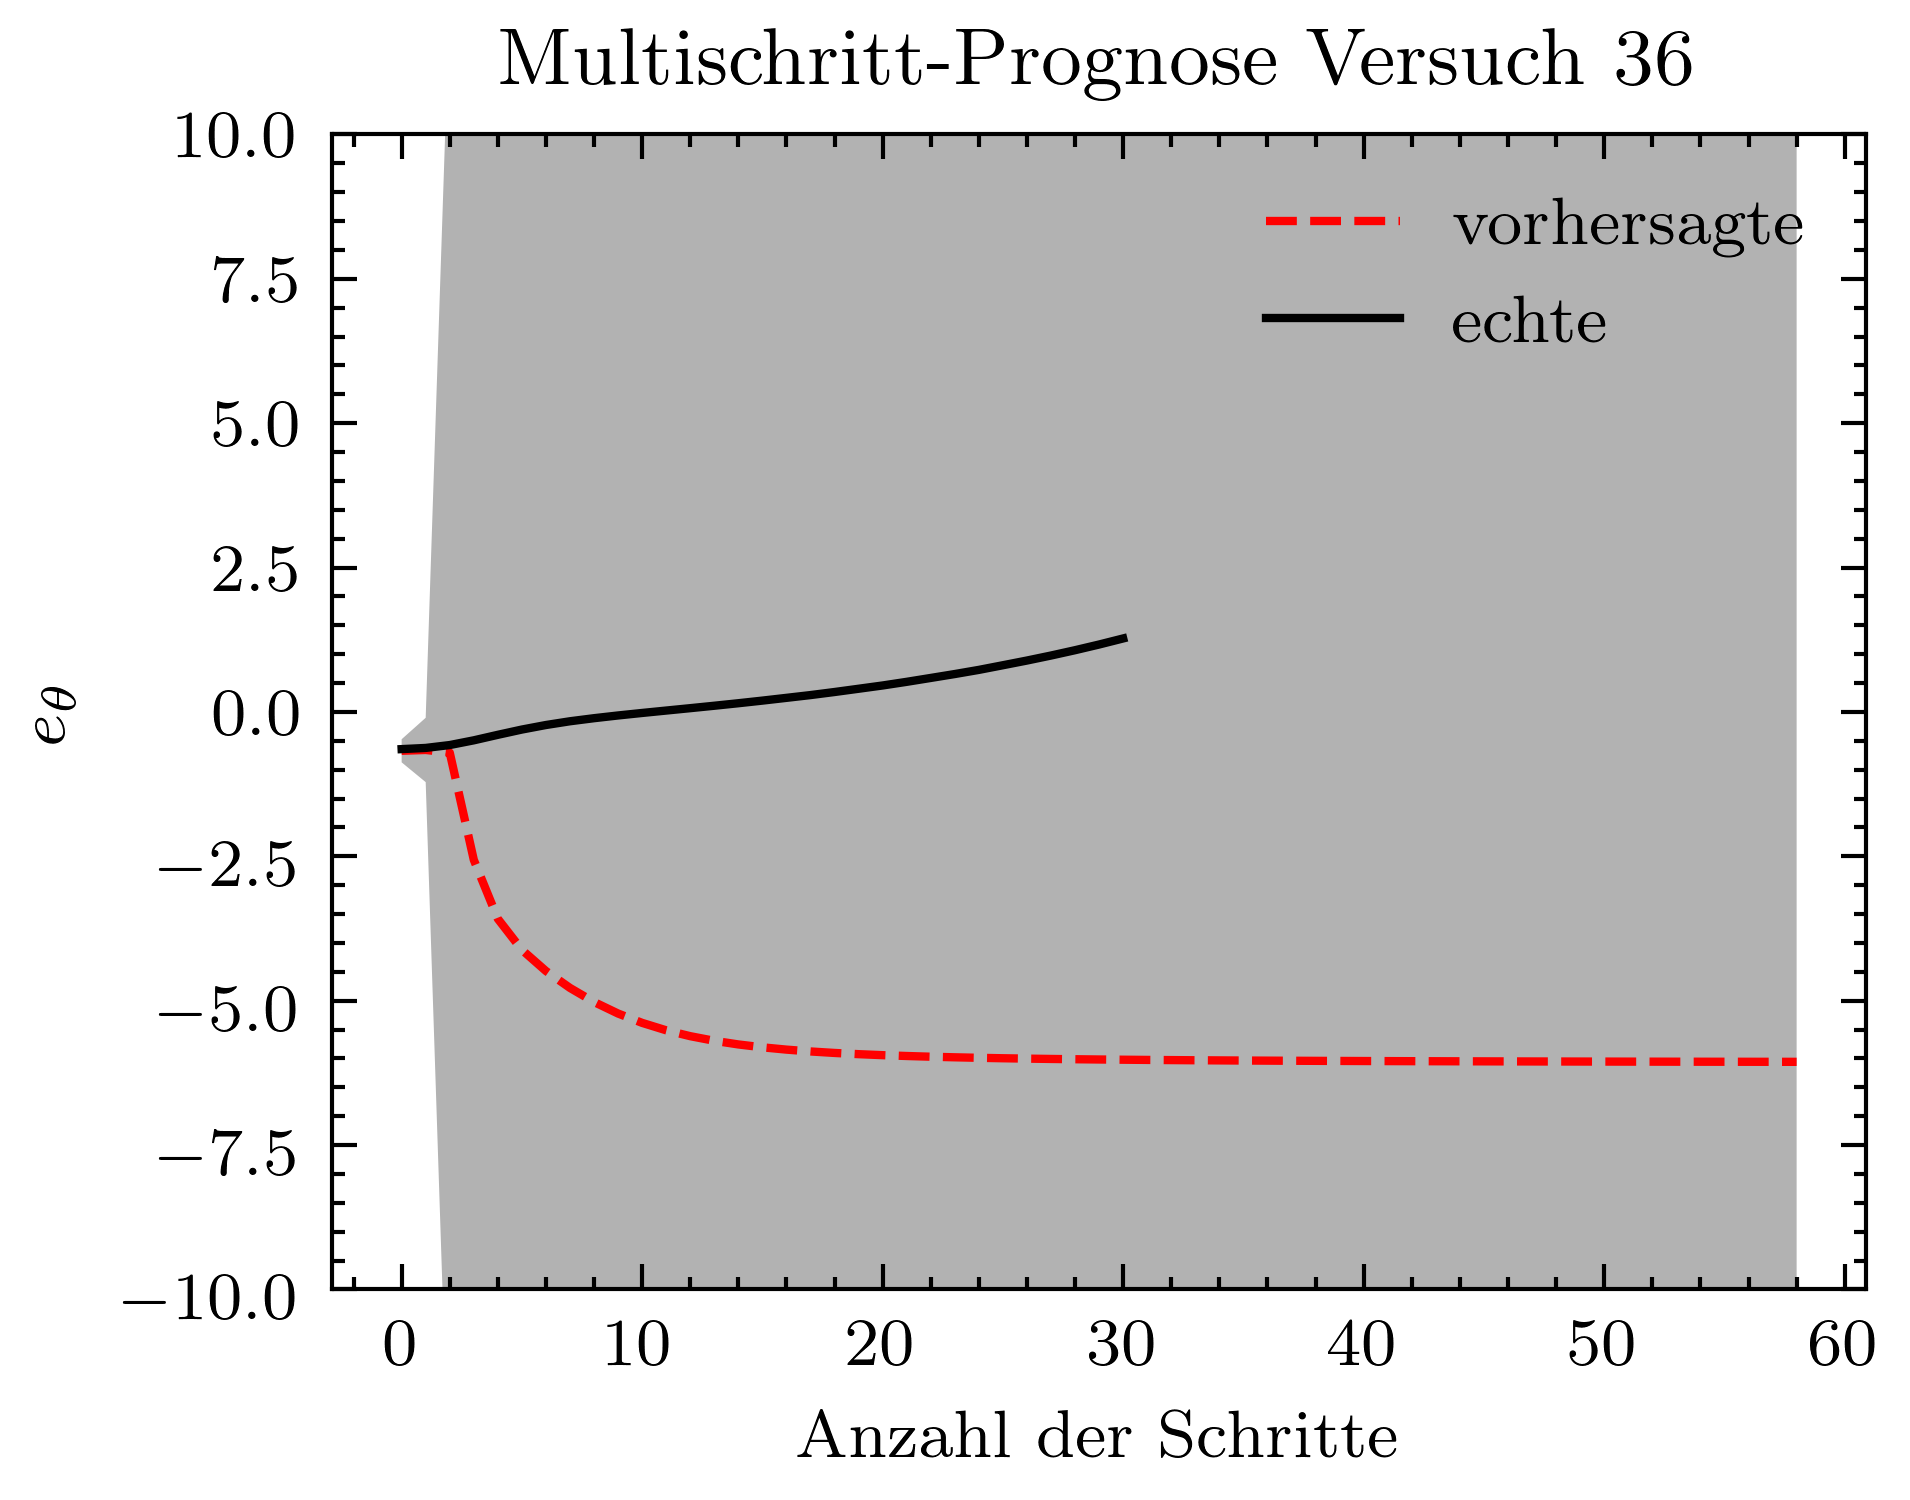 Multischritt-Prognose Versuch 36
10.0
7.5
5.0
2.5
0.0
−2.5
−5.0
−7.5
−10.0
e_θ
vorhersagte
echte
0 10 20 30 40 50 60
Anzahl der Schritte